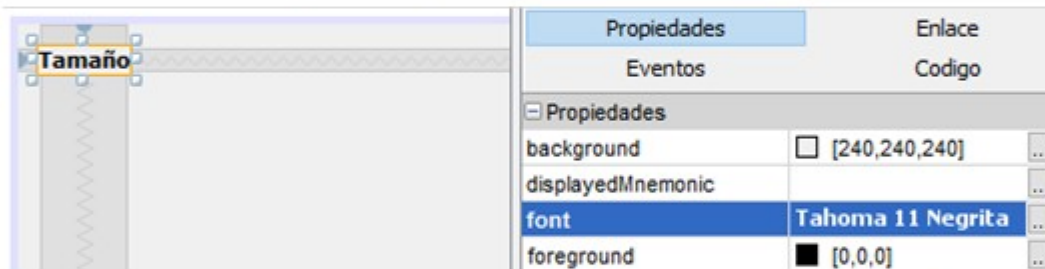 Tamaño
Propiedades Enlace
Eventos Codigo
Propiedades
background [240,240,240] ...
displayedMnemonic ...
font Tahoma 11 Negrita ...
foreground [0,0,0] ...